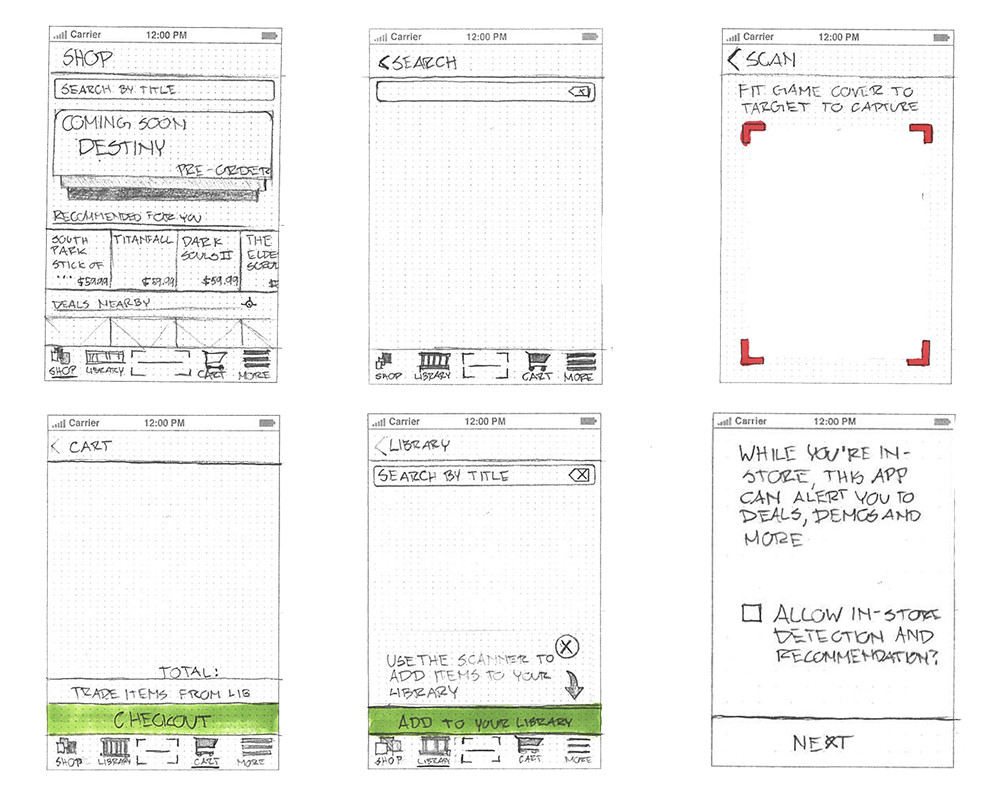 Carrier 12:00 PM
SHOP
SEARCH BY TITLE
COMING SOON
DESTINY
PRE-ORDER
RECOMMENDED FOR YOU
SOUTH
PARK
STICK OF
... $59.99
TITANFALL
$59.99
DARK
SOULS II
$59.99
THE
ELDE
SCROL
$
DEALS NEARBY
SHOP LIBRARY CART MORE
Carrier 12:00 PM
SEARCH
SHOP LIBRARY CART MORE
Carrier 12:00 PM
SCAN
FIT GAME COVER TO
TARGET TO CAPTURE
Carrier 12:00 PM
CART
TOTAL:
TRADE ITEMS FROM LIB
CHECKOUT
SHOP LIBRARY CART MORE
Carrier 12:00 PM
LIBRARY
SEARCH BY TITLE
USE THE SCANNER TO
ADD ITEMS TO YOUR
LIBRARY
ADD TO YOUR LIBRARY
SHOP LIBRARY CART MORE
Carrier 12:00 PM
WHILE YOU'RE IN-
STORE, THIS APP
CAN ALERT YOU TO
DEALS, DEMOS AND
MORE
ALLOW IN-STORE
DETECTION AND
RECOMMENDATION?
NEXT